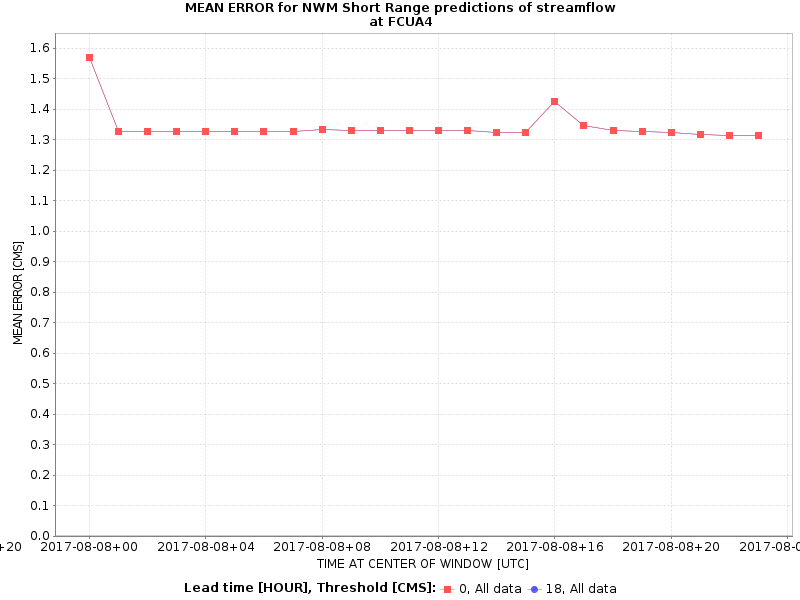 MEAN ERROR for NWM Short Range predictions of streamflow
at FCUA4
1.6
1.5
1.4
1.3
1.2
1.1
1.0
0.9
0.8
0.7
0.6
0.5
0.4
0.3
0.2
0.1
0.0
MEAN ERROR [CMS]
+20 2017-08-08+00 2017-08-08+04 2017-08-08+08 2017-08-08+12 2017-08-08+16 2017-08-08+20 2017-08-0
TIME AT CENTER OF WINDOW [UTC]
Lead time [HOUR], Threshold [CMS]: 0, All data 18, All data